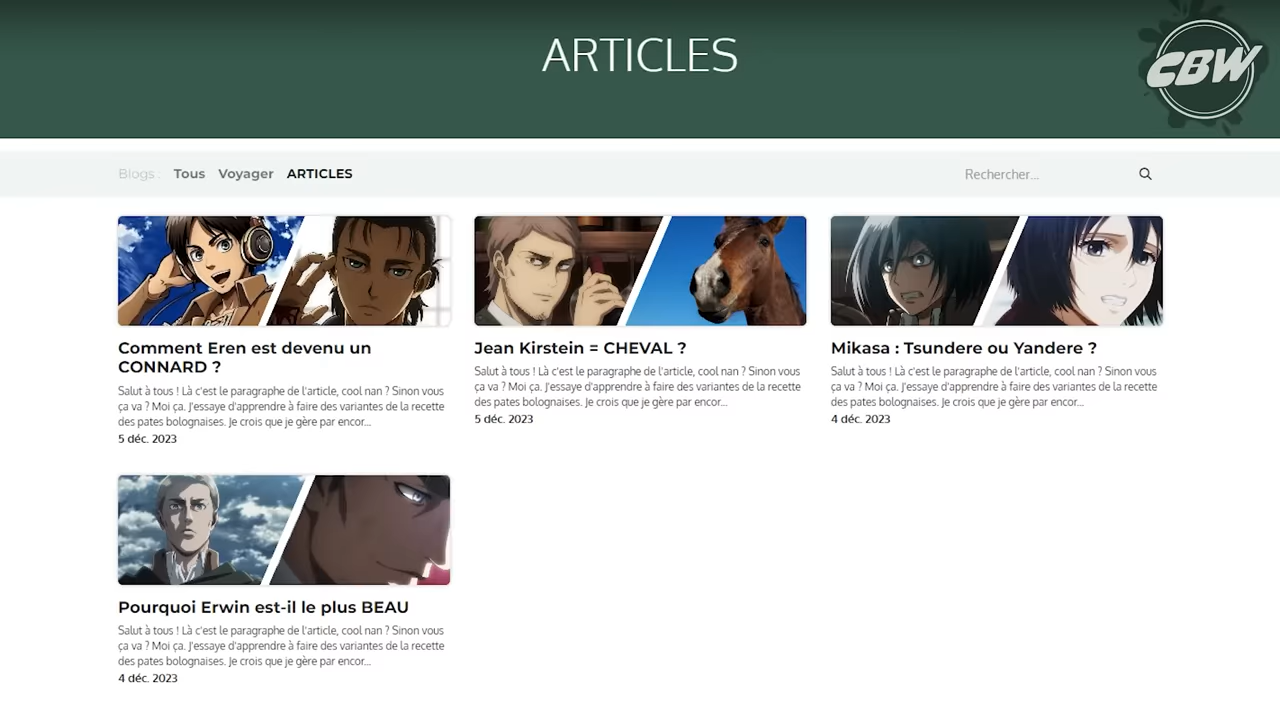 ARTICLES
CBW
Blogs : Tous Voyager ARTICLES
Rechercher...
Comment Eren est devenu un
CONNARD ?
Salut à tous ! Là c'est le paragraphe de l'article, cool nan ? Sinon vous
ça va ? Moi ça. J'essaye d'apprendre à faire des variantes de la recette
des pates bolognaises. Je crois que je gère par encor...
5 déc. 2023
Jean Kirstein = CHEVAL ?
Salut à tous ! Là c'est le paragraphe de l'article, cool nan ? Sinon vous
ça va ? Moi ça. J'essaye d'apprendre à faire des variantes de la recette
des pates bolognaises. Je crois que je gère par encor...
5 déc. 2023
Mikasa : Tsundere ou Yandere ?
Salut à tous ! Là c'est le paragraphe de l'article, cool nan ? Sinon vous
ça va ? Moi ça. J'essaye d'apprendre à faire des variantes de la recette
des pates bolognaises. Je crois que je gère par encor...
4 déc. 2023
Pourquoi Erwin est-il le plus BEAU
Salut à tous ! Là c'est le paragraphe de l'article, cool nan ? Sinon vous
ça va ? Moi ça. J'essaye d'apprendre à faire des variantes de la recette
des pates bolognaises. Je crois que je gère par encor...
4 déc. 2023